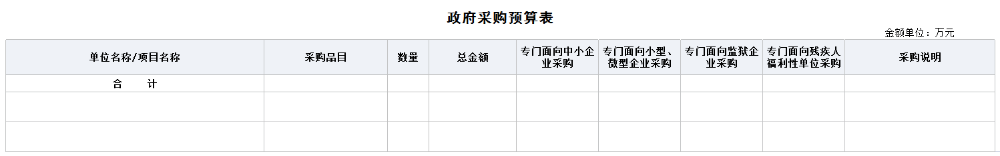 政府采购预算表
金额单位：万元
单位名称/项目名称 采购品目 数量 总金额 专门面向中小企业采购 专门面向小型、微型企业采购 专门面向监狱企业采购 专门面向残疾人福利性单位采购 采购说明
合 计